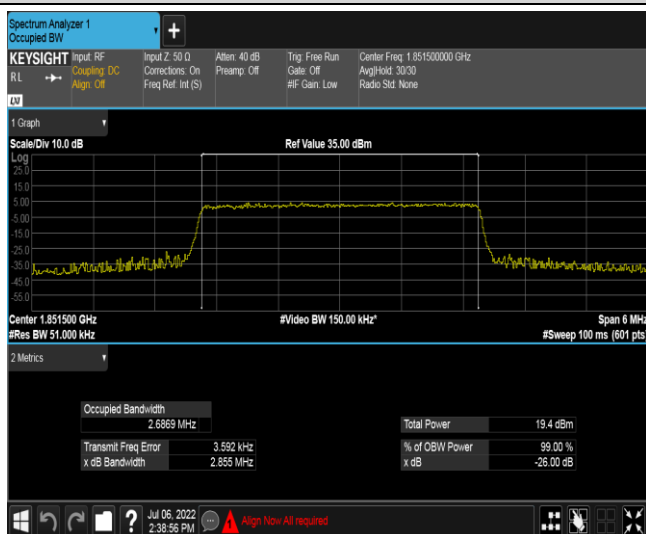 Spectrum Analyzer 1
Occupied BW
+
KEYSIGHT
R L
LXI
Input: RF
Coupling: DC
Align: Off
Input Z: 50 Ω
Corrections: On
Freq Ref: Int (S)
Atten: 40 dB
Preamp: Off
Trig: Free Run
Gate: Off
#IF Gain: Low
Center Freq: 1.851500000 GHz
Avg|Hold: 30/30
Radio Std: None
1 Graph
Scale/Div 10.0 dB
Ref Value 35.00 dBm
Log
25.0
15.0
5.00
-5.00
-15.0
-25.0
-35.0
-45.0
-55.0
Center 1.851500 GHz
#Video BW 150.00 kHz*
Span 6 MHz
#Res BW 51.000 kHz
#Sweep 100 ms (601 pts)
2 Metrics
Occupied Bandwidth
2.6869 MHz
Total Power 19.4 dBm
Transmit Freq Error 3.592 kHz
% of OBW Power 99.00 %
x dB Bandwidth 2.855 MHz
x dB -26.00 dB
?
Jul 06, 2022
2:38:56 PM
Align Now All required